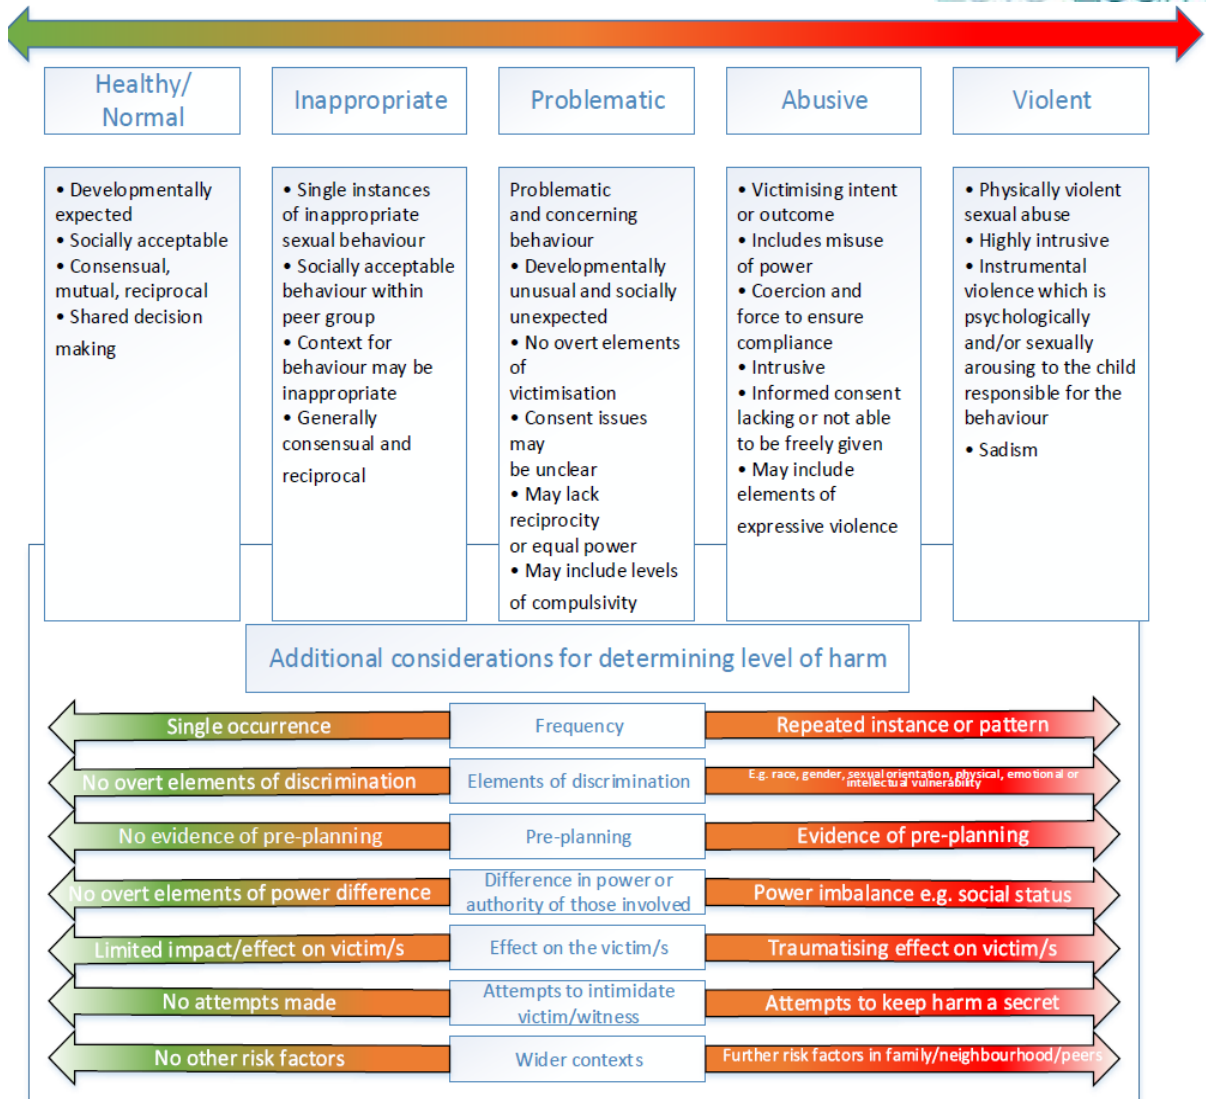 Healthy/
Normal
Inappropriate
Problematic
Abusive
Violent
• Developmentally
expected
• Socially acceptable
• Consensual,
mutual, reciprocal
• Shared decision
making
• Single instances
of inappropriate
sexual behaviour
• Socially acceptable
behaviour within
peer group
• Context for
behaviour may be
inappropriate
• Generally
consensual and
reciprocal
Problematic
and concerning
behaviour
• Developmentally
unusual and socially
unexpected
• No overt elements
of
victimisation
• Consent issues
may
be unclear
• May lack
reciprocity
or equal power
• May include levels
of compulsivity
• Victimising intent
or outcome
• Includes misuse
of power
• Coercion and
force to ensure
compliance
• Intrusive
• Informed consent
lacking or not able
to be freely given
• May include
elements of
expressive violence
• Physically violent
sexual abuse
• Highly intrusive
• Instrumental
violence which is
psychologically
and/or sexually
arousing to the child
responsible for the
behaviour
• Sadism
Additional considerations for determining level of harm
Single occurrence
Frequency
Repeated instance or pattern
No overt elements of discrimination
Elements of discrimination
E.g. race, gender, sexual orientation, physical, emotional or
intellectual vulnerability
No evidence of pre-planning
Pre-planning
Evidence of pre-planning
No overt elements of power difference
Difference in power or
authority of those involved
Power imbalance e.g. social status
Limited impact/effect on victim/s
Effect on the victim/s
Traumatising effect on victim/s
No attempts made
Attempts to intimidate
victim/witness
Attempts to keep harm a secret
No other risk factors
Wider contexts
Further risk factors in family/neighbourhood/peers